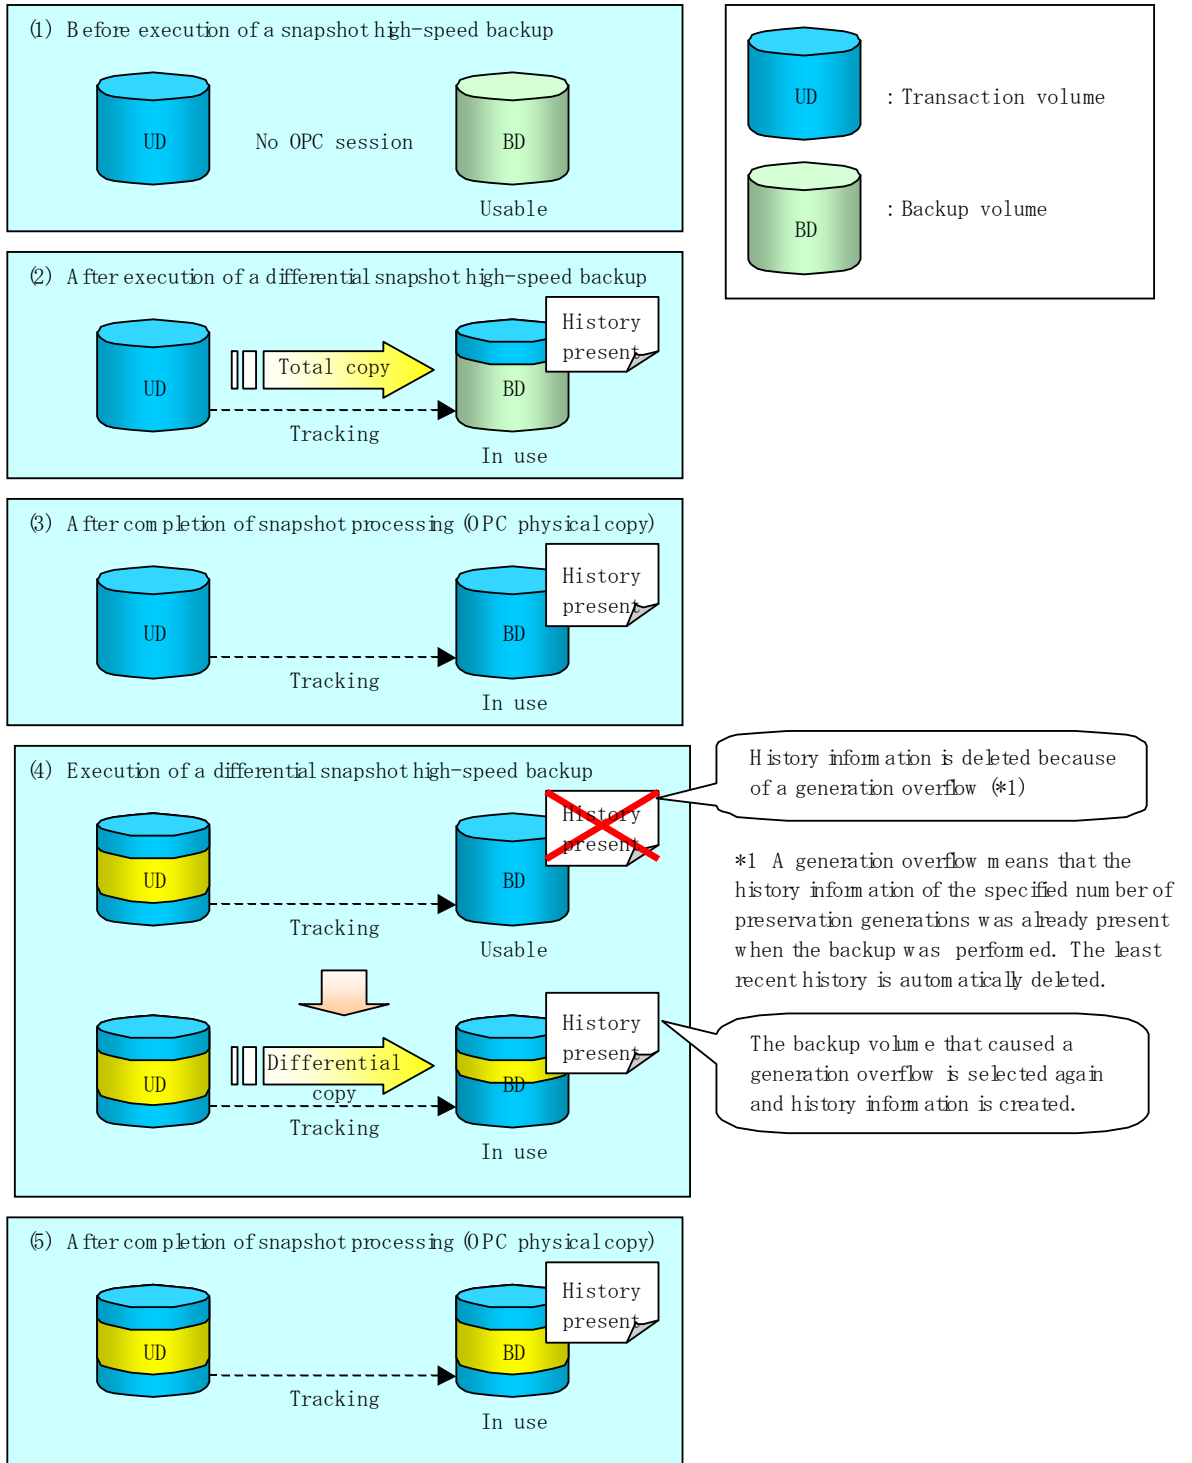 (1) Before execution of a snapshot high-speed backup
UD
No OPC session
BD
Usable
UD
: Transaction volume
BD
: Backup volume
(2) After execution of a differential snapshot high-speed backup
History
present
UD
Total copy
BD
Tracking
In use
(3) After completion of snapshot processing (OPC physical copy)
History
present
UD
BD
Tracking
In use
(4) Execution of a differential snapshot high-speed backup
History
present
UD
BD
Tracking
Usable
History information is deleted because
of a generation overflow (*1)
*1 A generation overflow means that the
history information of the specified number of
preservation generations was already present
when the backup was performed. The least
recent history is automatically deleted.
History
present
UD
Differential
copy
BD
Tracking
In use
The backup volume that caused a
generation overflow is selected again
and history information is created.
(5) After completion of snapshot processing (OPC physical copy)
History
present
UD
BD
Tracking
In use